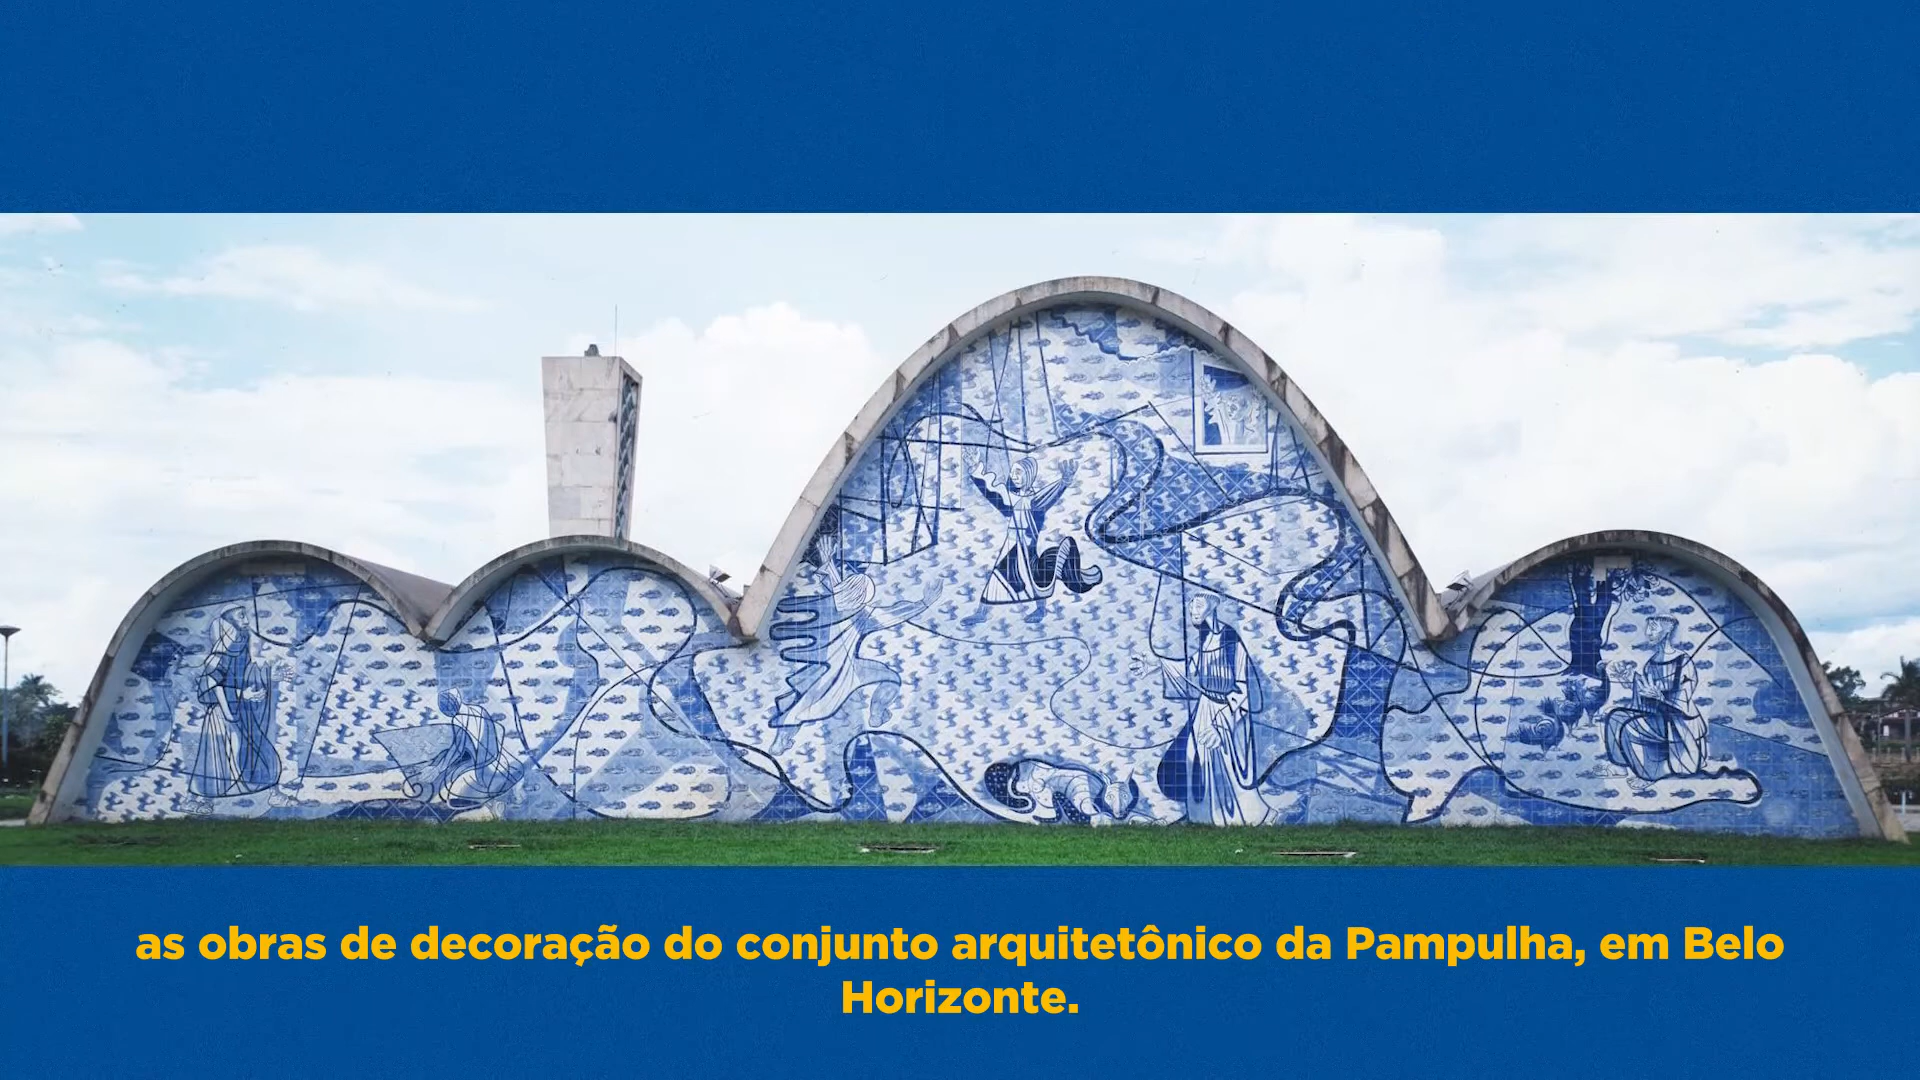 as obras de decoração do conjunto arquitetônico da Pampulha, em Belo
Horizonte.